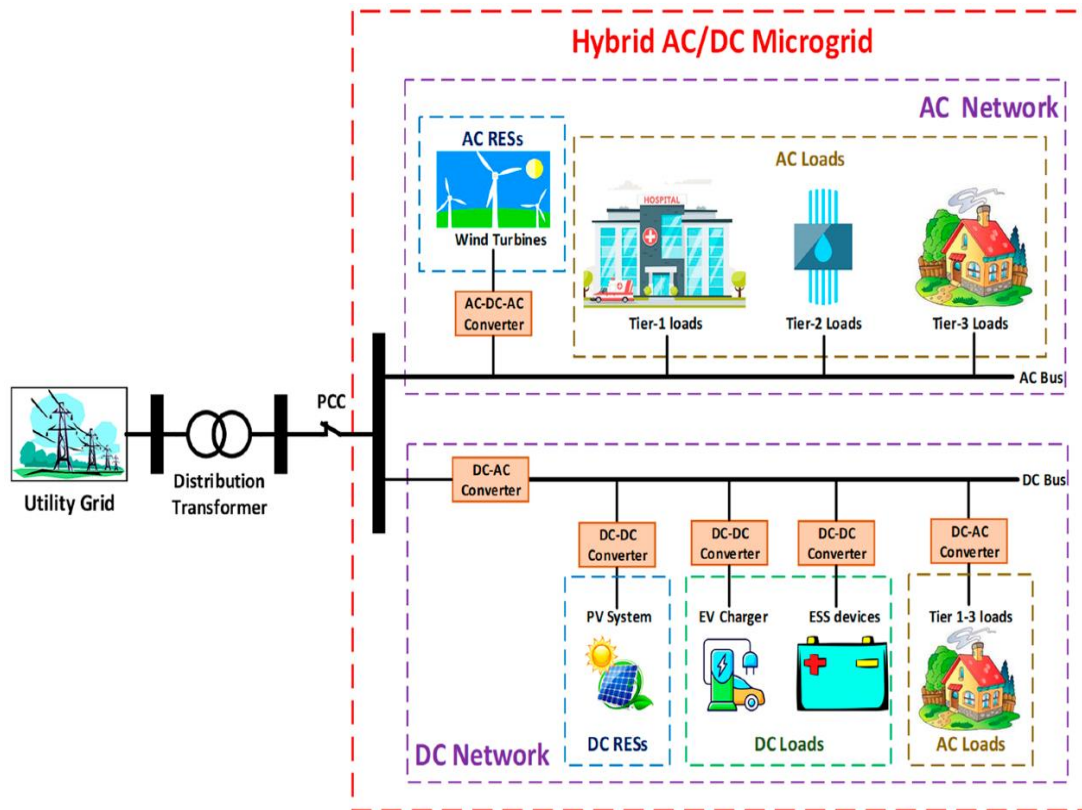 Hybrid AC/DC Microgrid
AC Network
AC RESs
Wind Turbines
AC-DC-AC
Converter
AC Loads
HOSPITAL
Tier-1 loads
Tier-2 Loads
Tier-3 Loads
AC Bus
PCC
Utility Grid
Distribution
Transformer
DC-AC
Converter
DC Bus
DC-DC
Converter
DC-DC
Converter
DC-DC
Converter
DC-AC
Converter
PV System
EV Charger
ESS devices
Tier 1-3 loads
DC RESs
DC Loads
AC Loads
DC Network